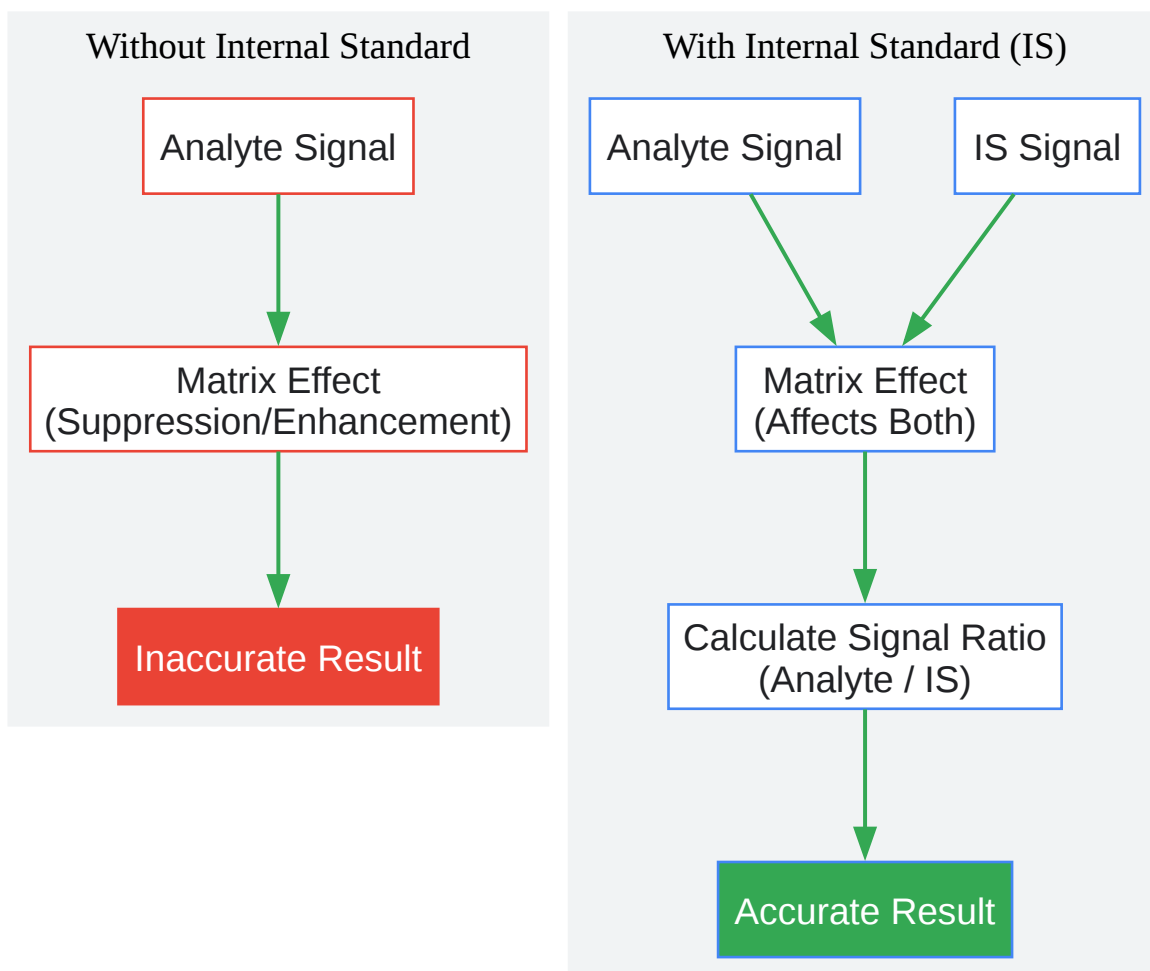 Without Internal Standard
Analyte Signal
Matrix Effect
(Suppression/Enhancement)
Inaccurate Result
With Internal Standard (IS)
Analyte Signal
IS Signal
Matrix Effect
(Affects Both)
Calculate Signal Ratio
(Analyte / IS)
Accurate Result